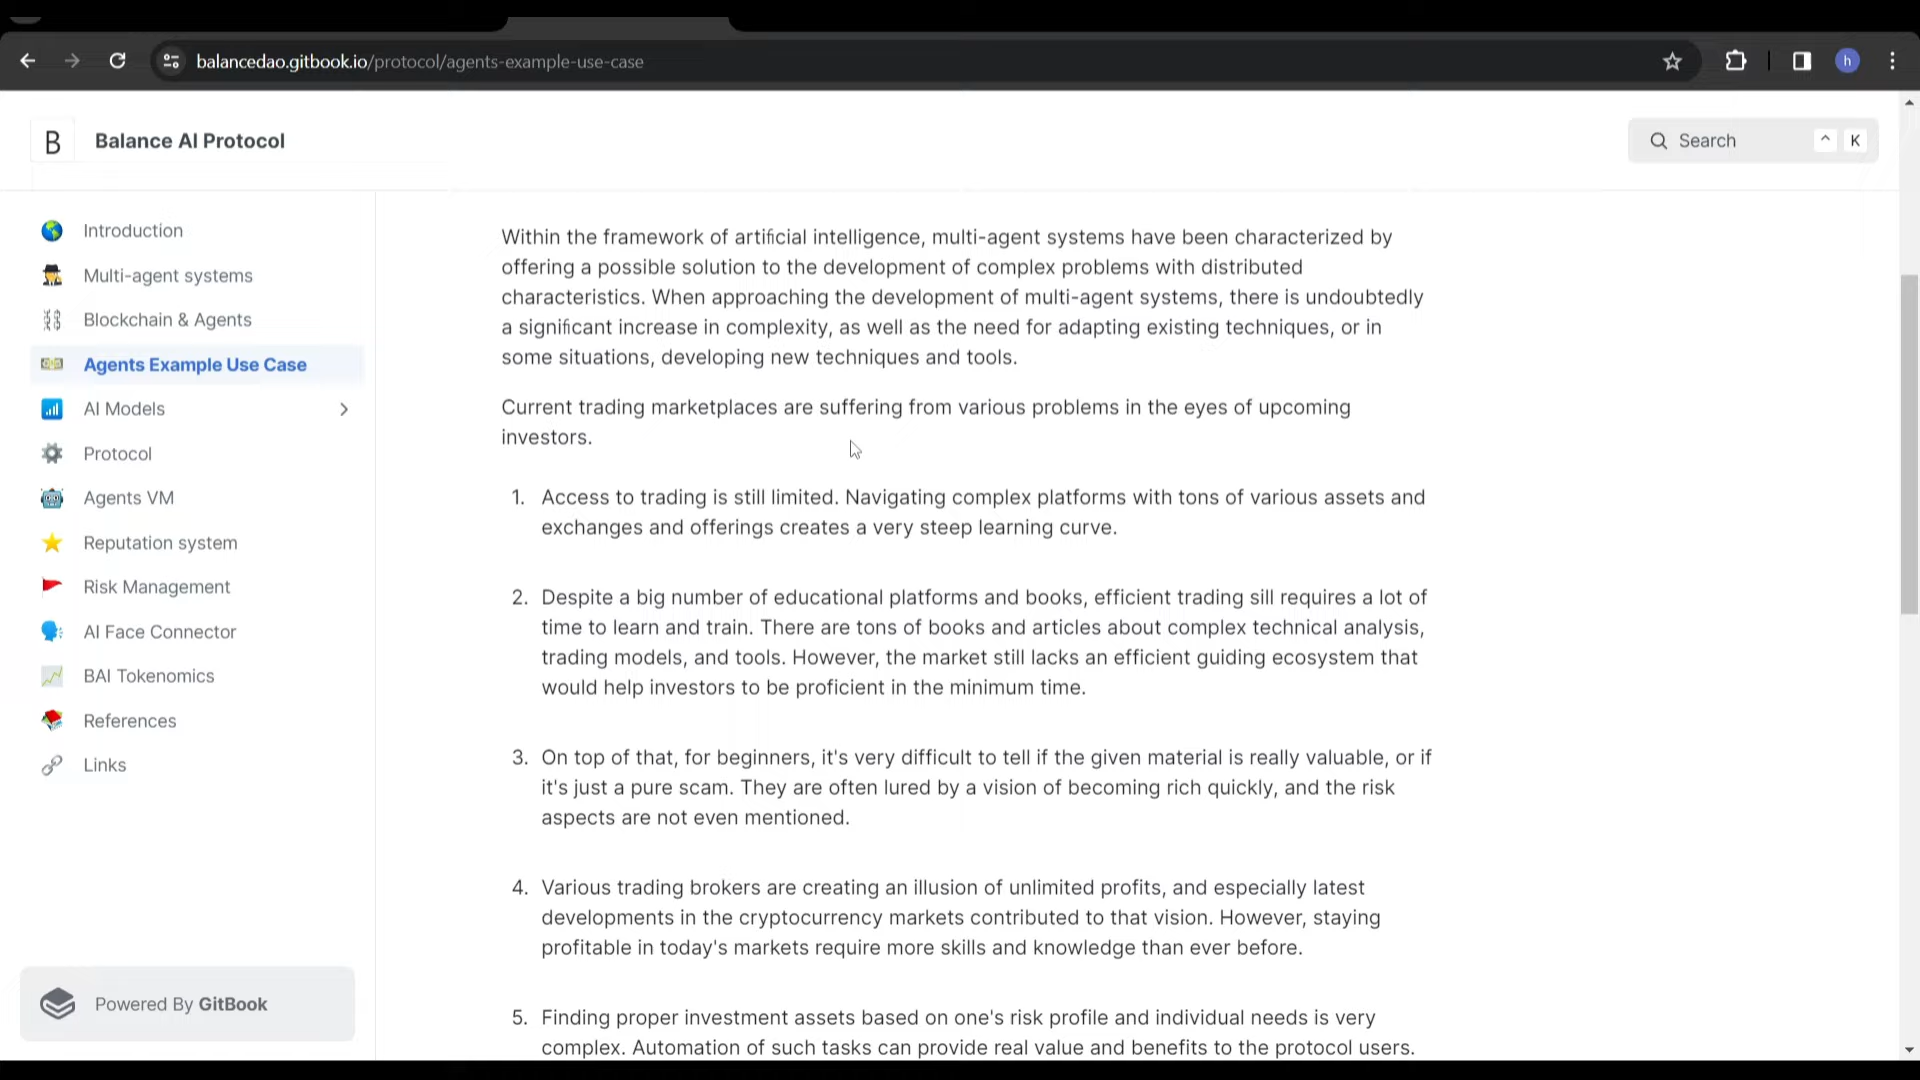 balancedao.gitbook.io/protocol/agents-example-use-case
h
B
Balance AI Protocol
Search
^ K
Introduction
Multi-agent systems
Blockchain & Agents
Agents Example Use Case
AI Models
Protocol
Agents VM
Reputation system
Risk Management
AI Face Connector
BAI Tokenomics
References
Links
Powered By GitBook
Within the framework of artificial intelligence, multi-agent systems have been characterized by
offering a possible solution to the development of complex problems with distributed
characteristics. When approaching the development of multi-agent systems, there is undoubtedly
a significant increase in complexity, as well as the need for adapting existing techniques, or in
some situations, developing new techniques and tools.
Current trading marketplaces are suffering from various problems in the eyes of upcoming
investors.
1. Access to trading is still limited. Navigating complex platforms with tons of various assets and
exchanges and offerings creates a very steep learning curve.
2. Despite a big number of educational platforms and books, efficient trading sill requires a lot of
time to learn and train. There are tons of books and articles about complex technical analysis,
trading models, and tools. However, the market still lacks an efficient guiding ecosystem that
would help investors to be proficient in the minimum time.
3. On top of that, for beginners, it's very difficult to tell if the given material is really valuable, or if
it's just a pure scam. They are often lured by a vision of becoming rich quickly, and the risk
aspects are not even mentioned.
4. Various trading brokers are creating an illusion of unlimited profits, and especially latest
developments in the cryptocurrency markets contributed to that vision. However, staying
profitable in today's markets require more skills and knowledge than ever before.
5. Finding proper investment assets based on one's risk profile and individual needs is very
complex. Automation of such tasks can provide real value and benefits to the protocol users.